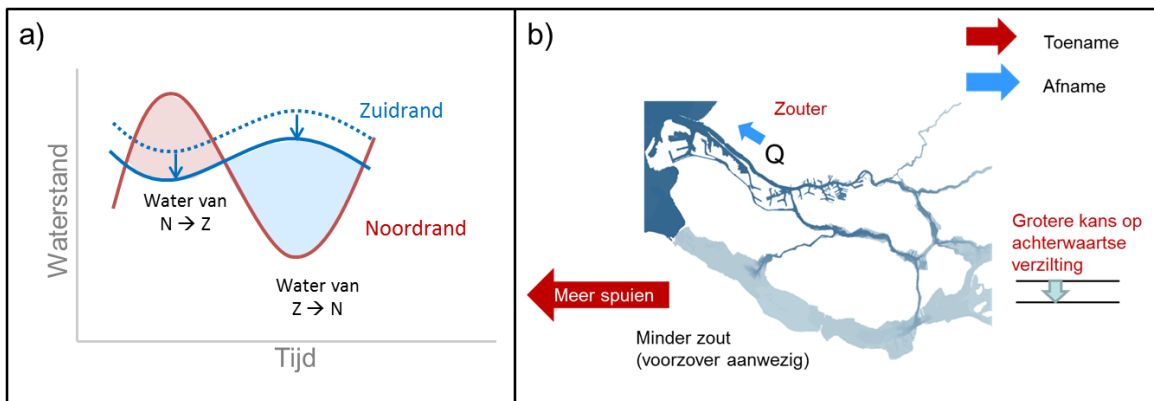 a)
Waterstand
Zuidrand
Water van
N → Z
Noordrand
Water van
Z → N
Tijd
b)
Toename
Afname
Zouter
Q
Grotere kans op
achterwaartse
verzilting
Meer spuien
Minder zout
(voorzover aanwezig)